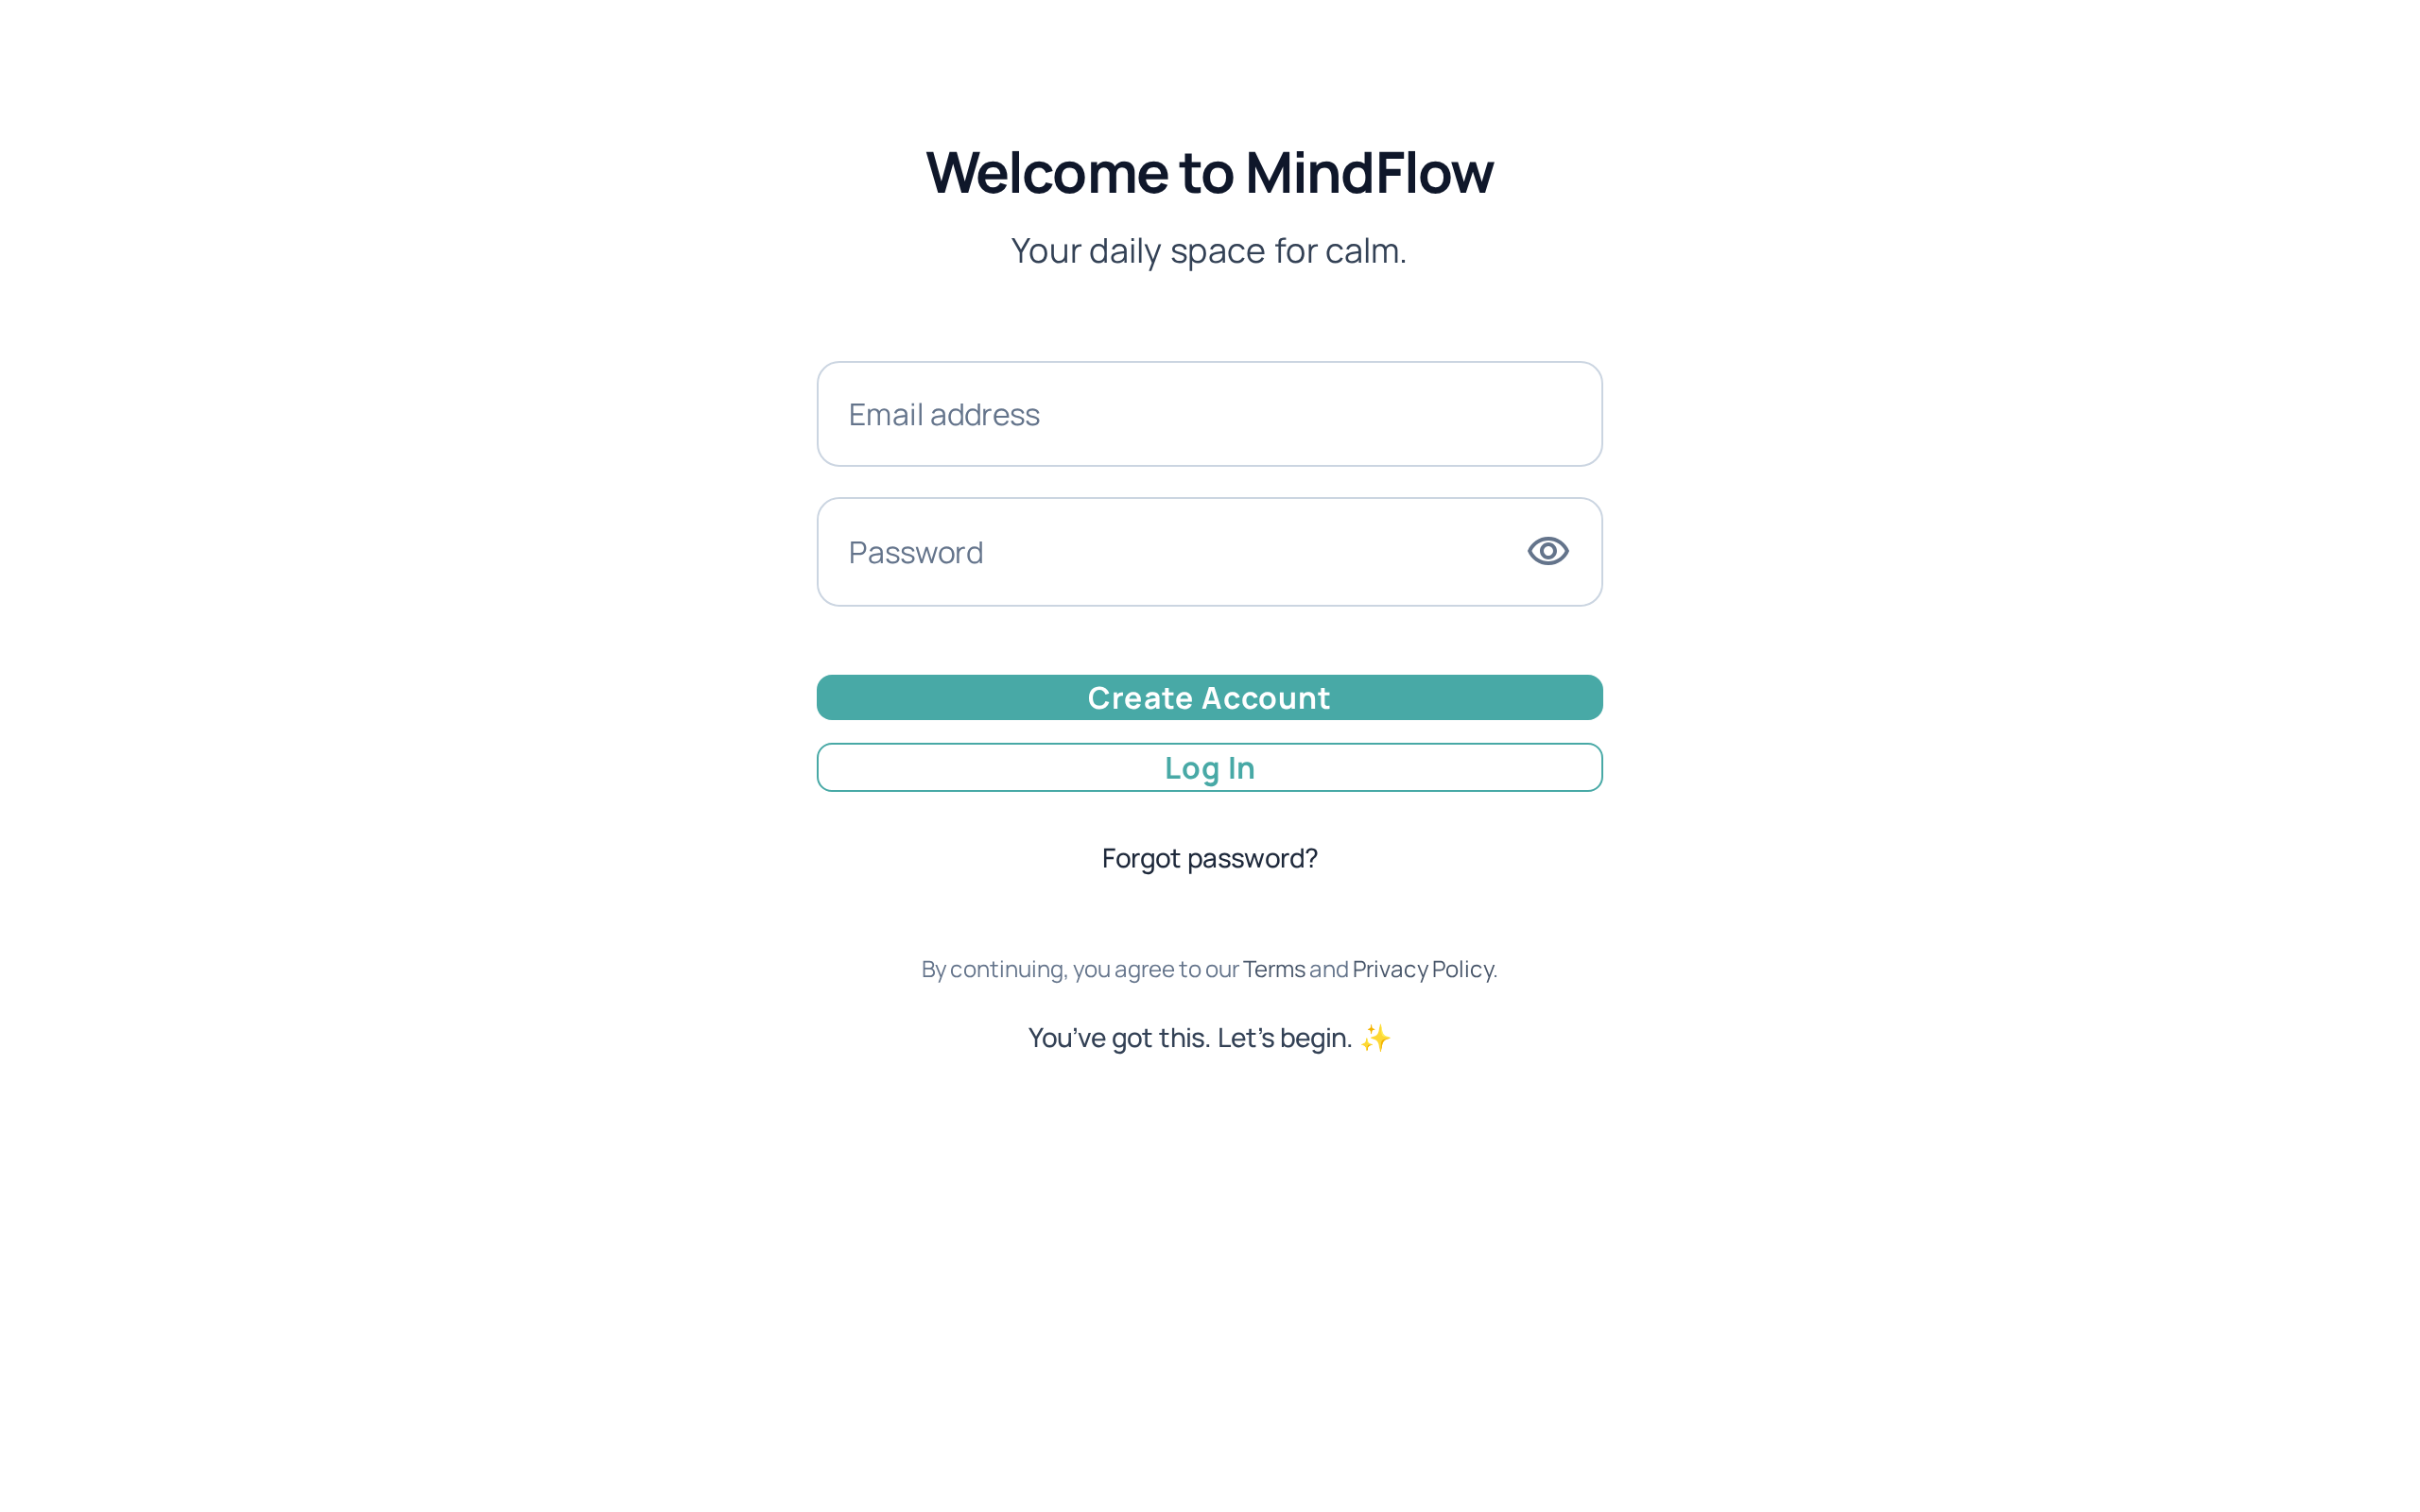 Welcome to MindFlow
Your daily space for calm.
Email address
Password
Create Account
Log In
Forgot password?
By continuing, you agree to our Terms and Privacy Policy.
You’ve got this. Let’s begin. ✨